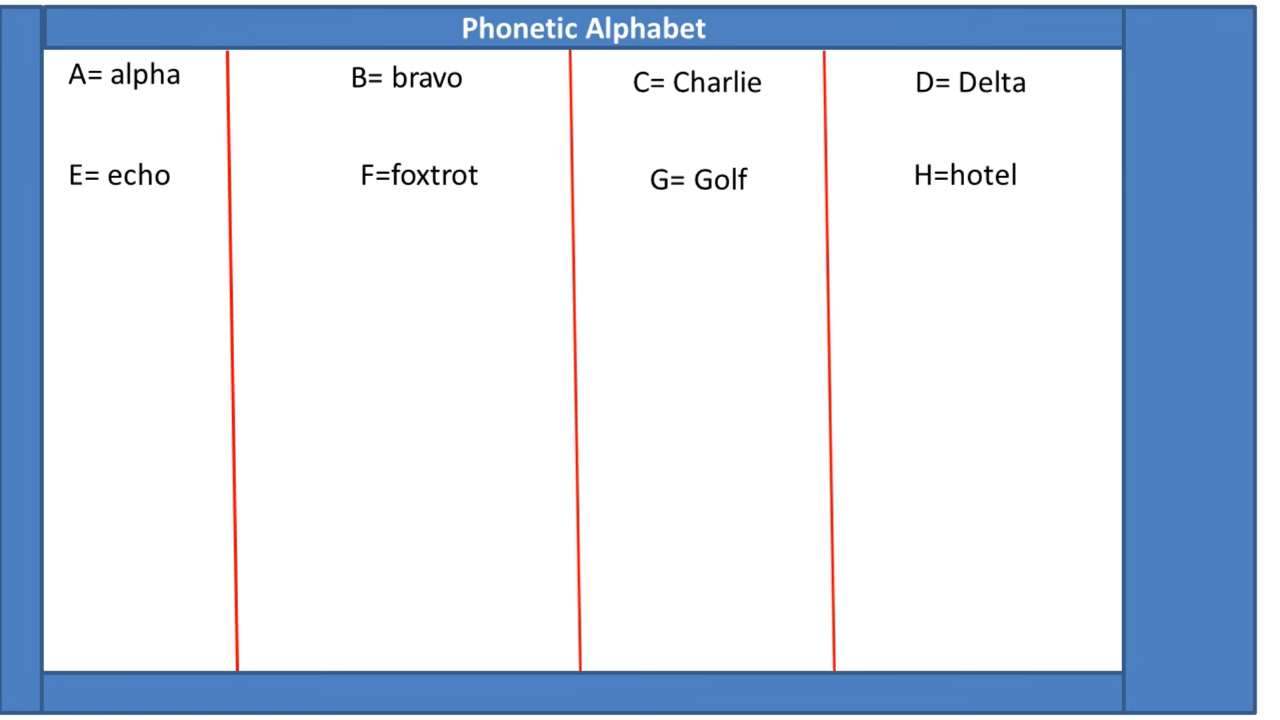 Phonetic Alphabet
A= alpha
B= bravo
C= Charlie
D= Delta
E= echo
F=foxtrot
G= Golf
H=hotel